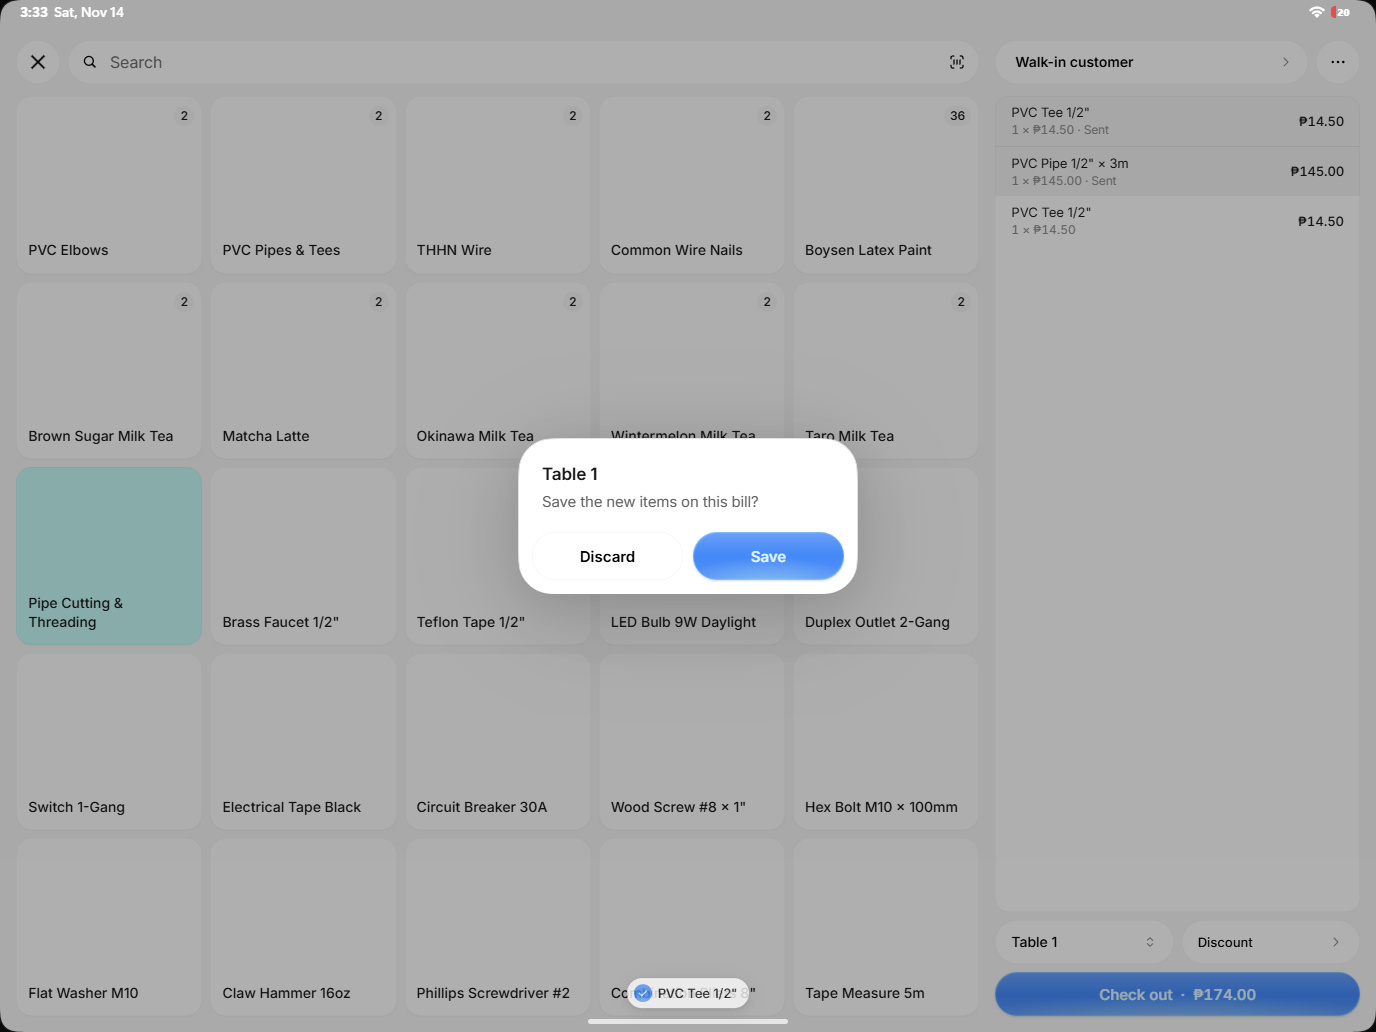 3:33 Sat, Nov 14
20
Search
Walk-in customer
2
2
2
2
36
PVC Elbows
PVC Pipes & Tees
THHN Wire
Common Wire Nails
Boysen Latex Paint
2
2
2
2
2
Brown Sugar Milk Tea
Matcha Latte
Okinawa Milk Tea
Wintermelon Milk Tea
Taro Milk Tea
Pipe Cutting &
Threading
Brass Faucet 1/2"
Teflon Tape 1/2"
LED Bulb 9W Daylight
Duplex Outlet 2-Gang
Switch 1-Gang
Electrical Tape Black
Circuit Breaker 30A
Wood Screw #8 × 1"
Hex Bolt M10 × 100mm
Flat Washer M10
Claw Hammer 16oz
Phillips Screwdriver #2
Tape Measure 5m
PVC Tee 1/2"
Table 1
Save the new items on this bill?
Discard
Save
PVC Tee 1/2"
₱14.50
1 × ₱14.50 · Sent
PVC Pipe 1/2" × 3m
₱145.00
1 × ₱145.00 · Sent
PVC Tee 1/2"
₱14.50
1 × ₱14.50
Table 1
Discount
Check out · ₱174.00